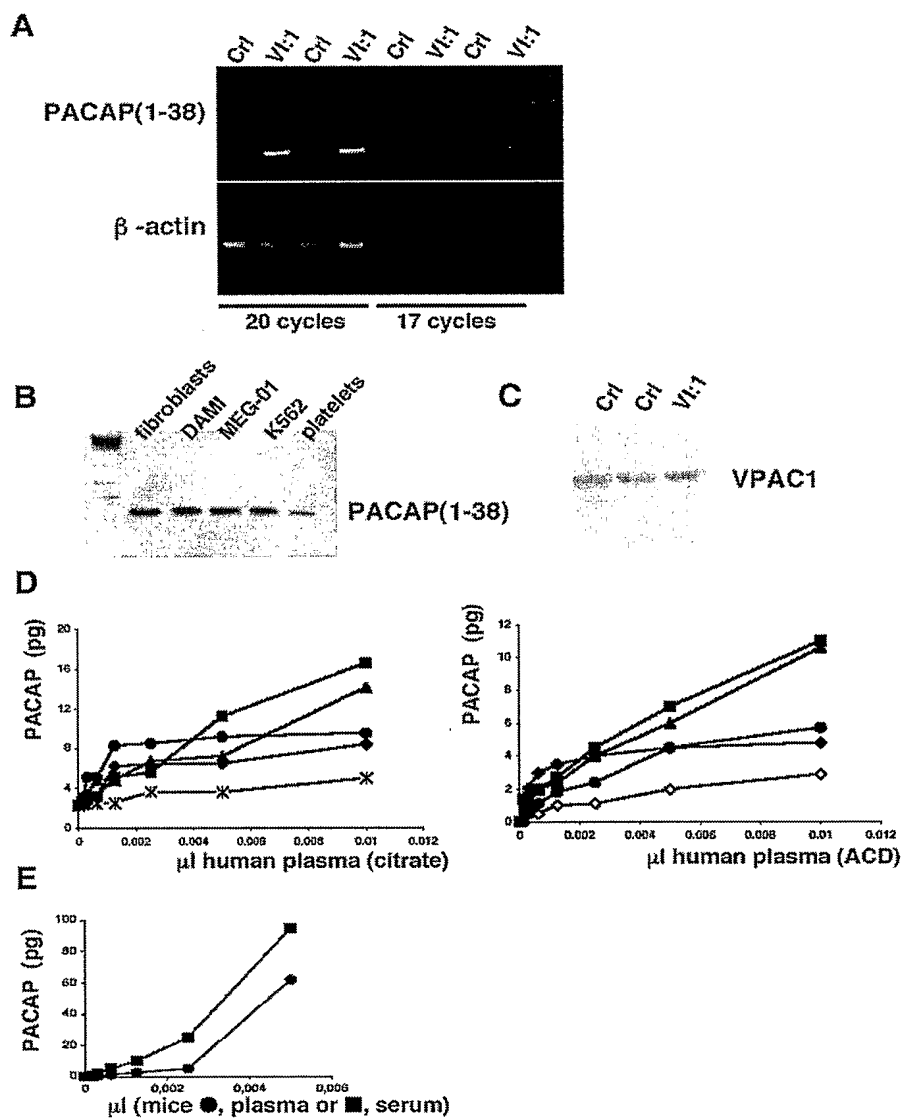 A
Crl VI:1 Crl VI:1 Crl VI:1 Crl VI:1
PACAP(1-38)
β -actin
20 cycles 17 cycles
B
fibroblasts DAMI MEG-01 K562 platelets
PACAP(1-38)
C
Crl Crl VI:1
VPAC1
D
PACAP (pg)
20
16
12
8
4
0
0 0.002 0.004 0.006 0.008 0.01 0.012
µl human plasma (citrate)
PACAP (pg)
12
10
8
6
4
2
0
0 0.002 0.004 0.006 0.008 0.01 0.012
µl human plasma (ACD)
E
PACAP (pg)
100
80
60
40
20
0
0 0,002 0,004 0,006
µl (mice ●, plasma or ■, serum)